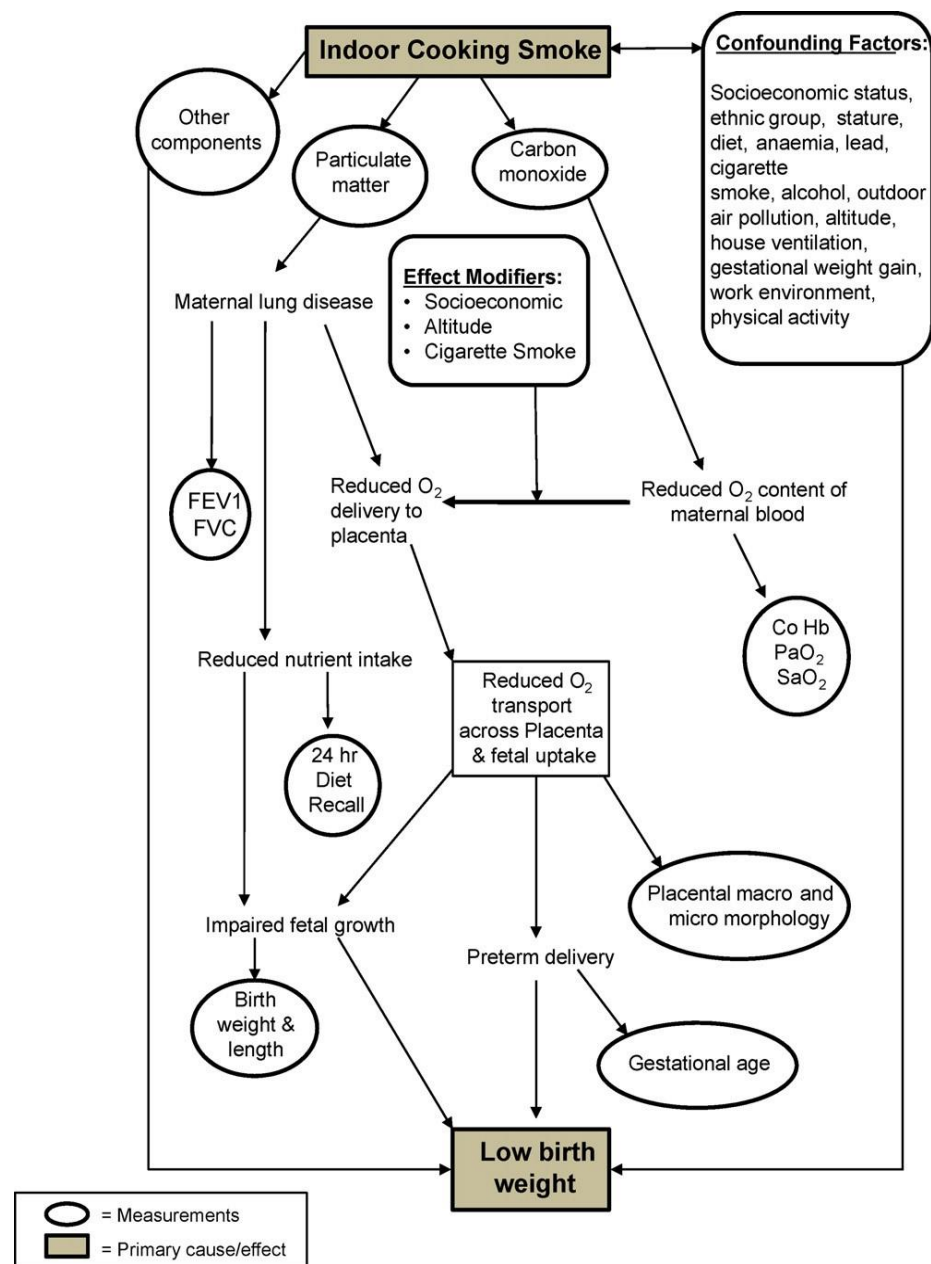 Indoor Cooking Smoke
Confounding Factors:
Socioeconomic status,
ethnic group, stature,
diet, anaemia, lead,
cigarette
smoke, alcohol, outdoor
air pollution, altitude,
house ventilation,
gestational weight gain,
work environment,
physical activity
Other
components
Particulate
matter
Carbon
monoxide
Effect Modifiers:
• Socioeconomic
• Altitude
• Cigarette Smoke
Maternal lung disease
FEV1
FVC
Reduced O₂
delivery to
placenta
Reduced O₂ content of
maternal blood
Co Hb
PaO₂
SaO₂
Reduced nutrient intake
24 hr
Diet
Recall
Reduced O₂
transport
across Placenta
& fetal uptake
Placental macro and
micro morphology
Impaired fetal growth
Preterm delivery
Birth
weight &
length
Gestational age
Low birth
weight
= Measurements
= Primary cause/effect